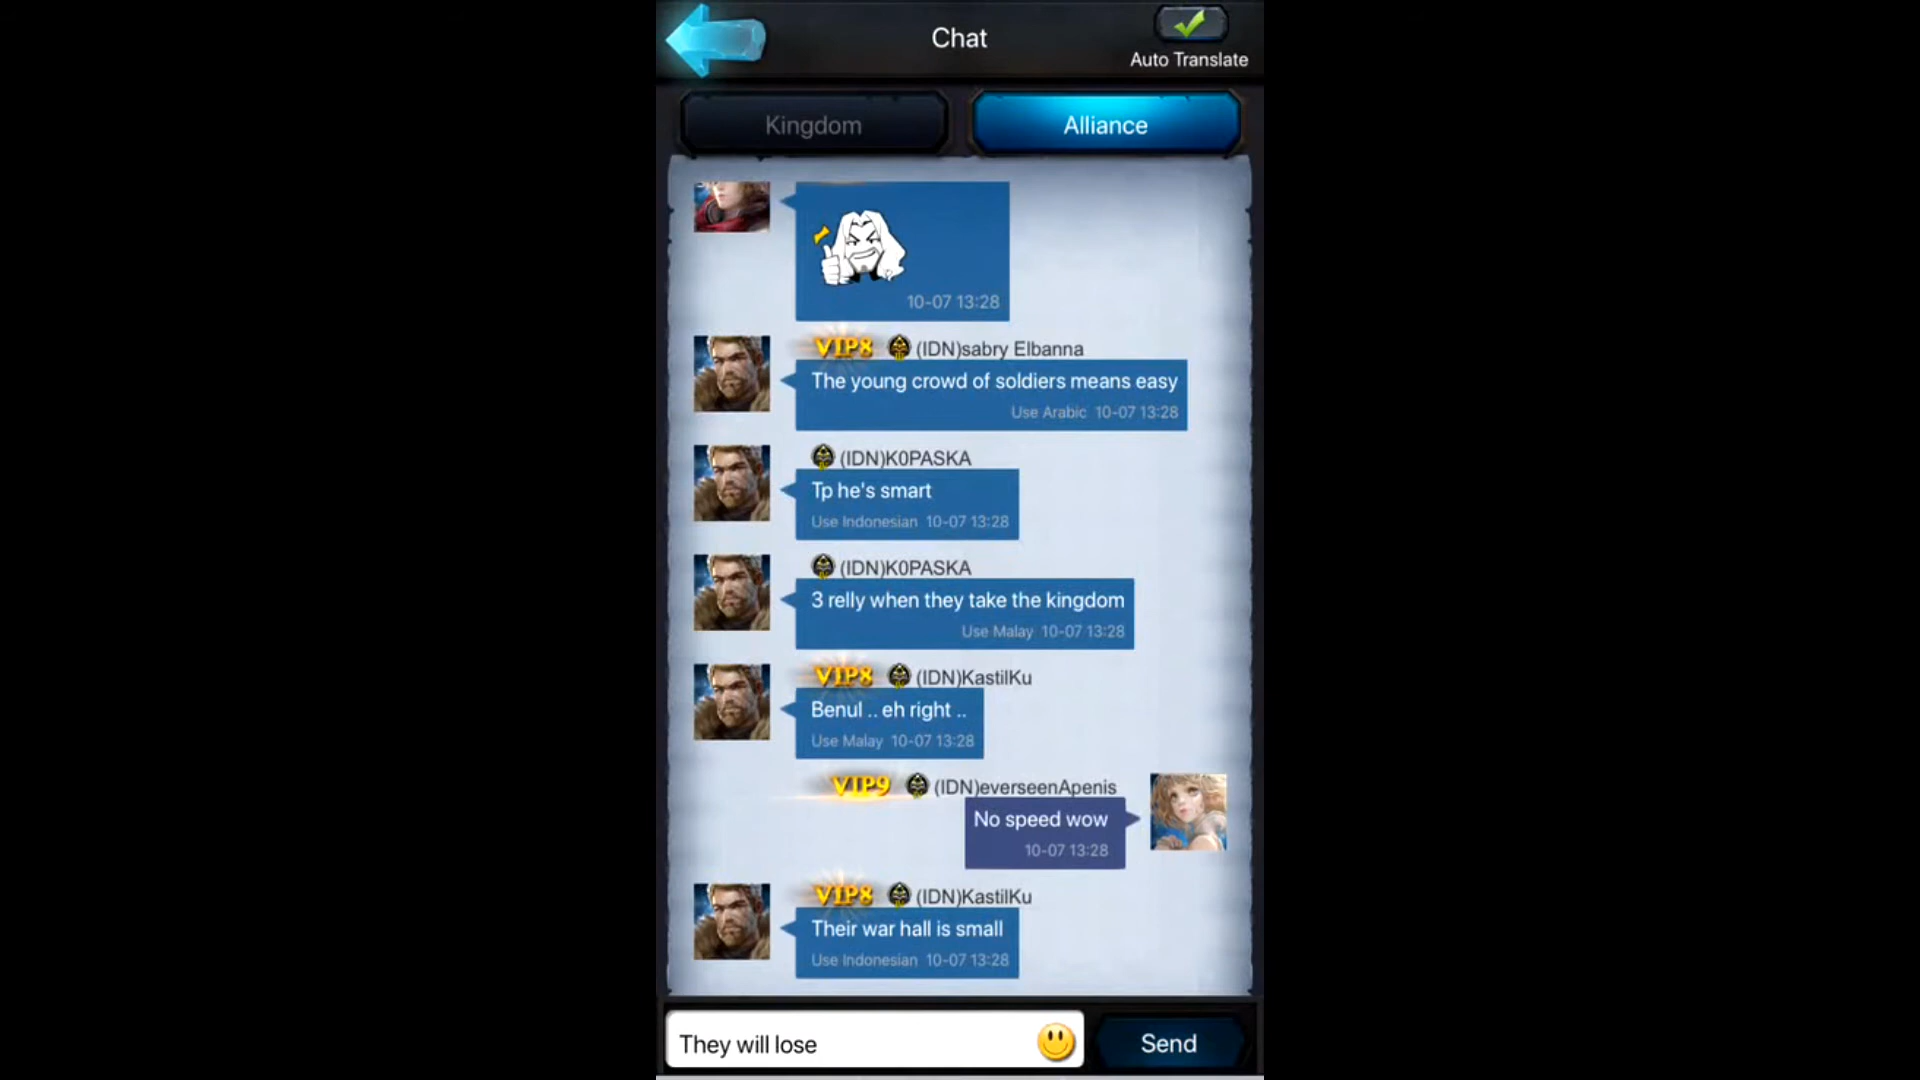 Chat
Auto Translate
Kingdom
Alliance
10-07 13:28
VIP8 (IDN)sabry Elbanna
The young crowd of soldiers means easy
Use Arabic 10-07 13:28
(IDN)K0PASKA
Tp he's smart
Use Indonesian 10-07 13:28
(IDN)K0PASKA
3 relly when they take the kingdom
Use Malay 10-07 13:28
VIP8 (IDN)KastilKu
Benul .. eh right ..
Use Malay 10-07 13:28
VIP9 (IDN)everseenApenis
No speed wow
10-07 13:28
VIP8 (IDN)KastilKu
Their war hall is small
Use Indonesian 10-07 13:28
They will lose
Send